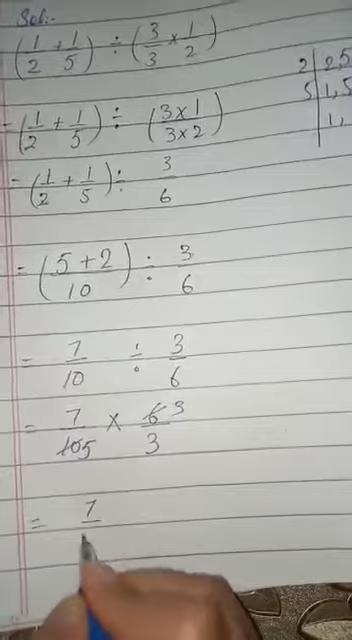 Sol:-
(1/2 + 1/5) ÷ (3/3 × 1/2)
= (1/2 + 1/5) ÷ (3×1/3×2)
= (1/2 + 1/5) ÷ 3/6
= (5+2/10) ÷ 3/6
= 7/10 ÷ 3/6
= 7/10 5 × 6 3/3
= 7/
2 | 2,5
5 | 1,5
| 1,